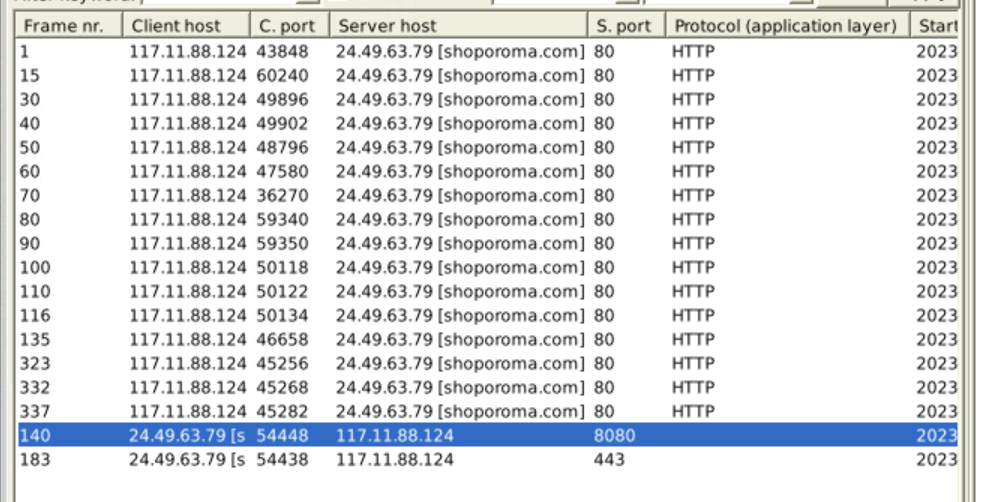 Frame nr. Client host C. port Server host S. port Protocol (application layer) Start
1 117.11.88.124 43848 24.49.63.79 [shoporoma.com] 80 HTTP 2023
15 117.11.88.124 60240 24.49.63.79 [shoporoma.com] 80 HTTP 2023
30 117.11.88.124 49896 24.49.63.79 [shoporoma.com] 80 HTTP 2023
40 117.11.88.124 49902 24.49.63.79 [shoporoma.com] 80 HTTP 2023
50 117.11.88.124 48796 24.49.63.79 [shoporoma.com] 80 HTTP 2023
60 117.11.88.124 47580 24.49.63.79 [shoporoma.com] 80 HTTP 2023
70 117.11.88.124 36270 24.49.63.79 [shoporoma.com] 80 HTTP 2023
80 117.11.88.124 59340 24.49.63.79 [shoporoma.com] 80 HTTP 2023
90 117.11.88.124 59350 24.49.63.79 [shoporoma.com] 80 HTTP 2023
100 117.11.88.124 50118 24.49.63.79 [shoporoma.com] 80 HTTP 2023
110 117.11.88.124 50122 24.49.63.79 [shoporoma.com] 80 HTTP 2023
116 117.11.88.124 50134 24.49.63.79 [shoporoma.com] 80 HTTP 2023
135 117.11.88.124 46658 24.49.63.79 [shoporoma.com] 80 HTTP 2023
323 117.11.88.124 45256 24.49.63.79 [shoporoma.com] 80 HTTP 2023
332 117.11.88.124 45268 24.49.63.79 [shoporoma.com] 80 HTTP 2023
337 117.11.88.124 45282 24.49.63.79 [shoporoma.com] 80 HTTP 2023
140 24.49.63.79 [s 54448 117.11.88.124 8080 2023
183 24.49.63.79 [s 54438 117.11.88.124 443 2023